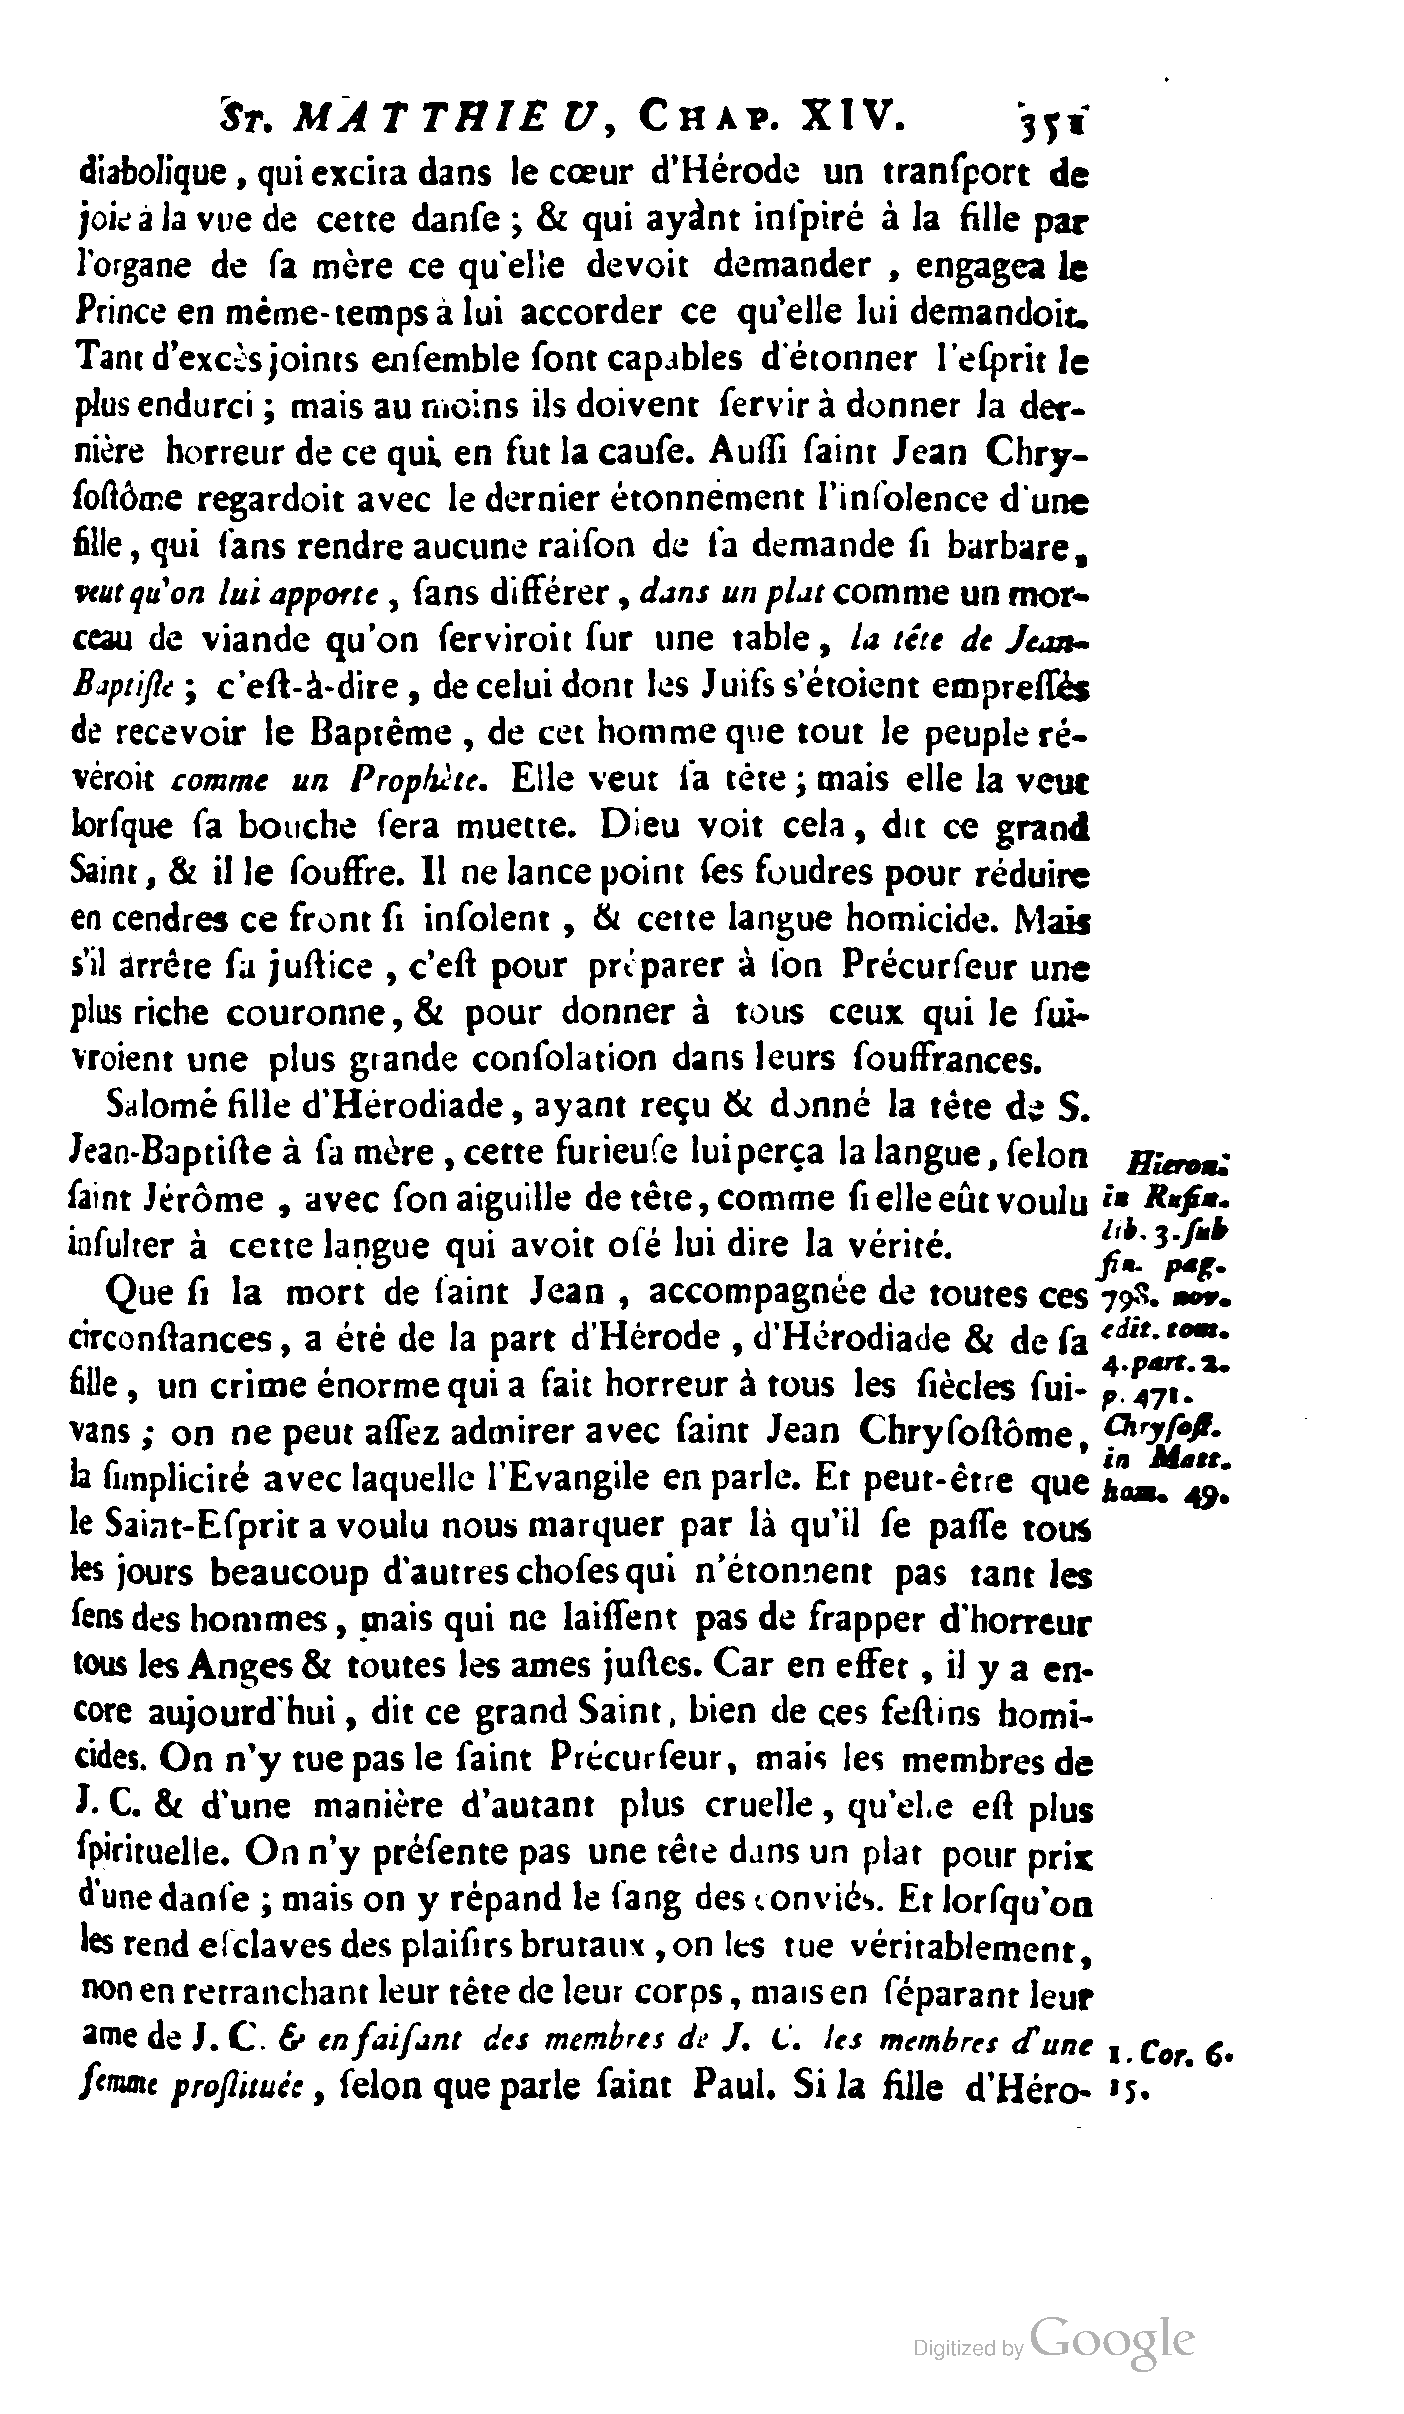 St. MATTHIEU, CHAP. XIV. 351
diabolique, qui excita dans le cœur d'Hérode un tranſport de
joie à la vue de cette danſe ; & qui ayant inſpiré à la fille par
l'organe de ſa mère ce qu'elle devoit demander , engagea le
Prince en même-temps à lui accorder ce qu'elle lui demandoit.
Tant d'excès joints enſemble ſont capables d'étonner l'eſprit le
plus endurci ; mais au moins ils doivent ſervir à donner la der-
nière horreur de ce qui en fut la cauſe. Auſſi ſaint Jean Chry-
ſoſtôme regardoit avec le dernier étonnement l'inſolence d'une
fille, qui ſans rendre aucune raiſon de ſa demande ſi barbare,
veut qu'on lui apporte, ſans différer, dans un plat comme un mor-
ceau de viande qu'on ſerviroit ſur une table, la tête de Jean-
Baptiſte ; c'eſt-à-dire, de celui dont les Juifs s'étoient empreſſés
de recevoir le Baptême , de cet homme que tout le peuple ré-
véroit comme un Prophète. Elle veut ſa tête ; mais elle la veut
lorſque ſa bouche ſera muette. Dieu voit cela, dit ce grand
Saint, & il le ſouffre. Il ne lance point ſes foudres pour réduire
en cendres ce front ſi inſolent , & cette langue homicide. Mais
s'il arrête ſa juſtice , c'eſt pour préparer à ſon Précurſeur une
plus riche couronne, & pour donner à tous ceux qui le ſui-
vroient une plus grande conſolation dans leurs ſouffrances.
Salomé fille d'Hérodiade, ayant reçu & donné la tête de S.
Jean-Baptiſte à ſa mère, cette furieuſe lui perça la langue, ſelon
ſaint Jérôme , avec ſon aiguille de tête, comme ſi elle eût voulu
inſulter à cette langue qui avoit oſé lui dire la vérité.
Hieron.
in Rufin.
lib. 3. ſub
fin. pag.
798. nov.
edit. tom.
4. part. 2.
p. 471.
Chryſoſt.
in Matt.
hom. 49.
Que ſi la mort de ſaint Jean , accompagnée de toutes ces
circonſtances, a été de la part d'Hérode , d'Hérodiade & de ſa
fille, un crime énorme qui a fait horreur à tous les ſiècles ſui-
vans ; on ne peut aſſez admirer avec ſaint Jean Chryſoſtôme,
la ſimplicité avec laquelle l'Evangile en parle. Et peut-être que
le Saint-Eſprit a voulu nous marquer par là qu'il ſe paſſe tous
les jours beaucoup d'autres choſes qui n'étonnent pas tant les
ſens des hommes, mais qui ne laiſſent pas de frapper d'horreur
tous les Anges & toutes les ames juſtes. Car en effet , il y a en-
core aujourd'hui, dit ce grand Saint, bien de ces feſtins homi-
cides. On n'y tue pas le ſaint Précurſeur, mais les membres de
J. C. & d'une manière d'autant plus cruelle, qu'elle eſt plus
ſpirituelle. On n'y préſente pas une tête dans un plat pour prix
d'une danſe ; mais on y répand le ſang des conviés. Et lorſqu'on
les rend eſclaves des plaiſirs brutaux, on les tue véritablement,
non en retranchant leur tête de leur corps, mais en ſéparant leur
ame de J. C. & en faiſant des membres de J. C. les membres d'une
femme proſtituée, ſelon que parle ſaint Paul. Si la fille d'Héro-
1. Cor. 6.
15.
Digitized by Google